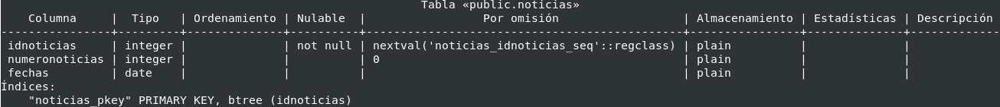 Tabla «public.noticias»
Columna | Tipo | Ordenamiento | Nulable | Por omisión | Almacenamiento | Estadísticas | Descripción
----------------+---------+--------------+----------+----------------------------------------------+----------------+--------------+-------------
idnoticias | integer | | not null | nextval('noticias_idnoticias_seq'::regclass) | plain | |
numeronoticias | integer | | | 0 | plain | |
fechas | date | | | | plain | |
Índices:
"noticias_pkey" PRIMARY KEY, btree (idnoticias)